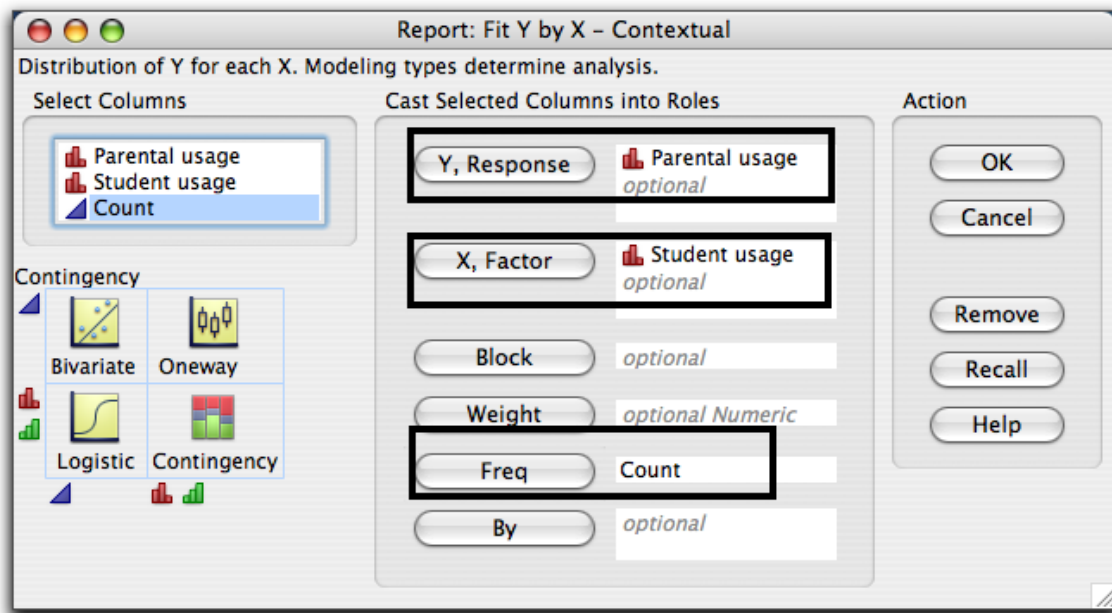 Report: Fit Y by X – Contextual
Distribution of Y for each X. Modeling types determine analysis.
Select Columns
Parental usage
Student usage
Count
Contingency
Bivariate Oneway
Logistic Contingency
Cast Selected Columns into Roles
Y, Response Parental usage
optional
X, Factor Student usage
optional
Block optional
Weight optional Numeric
Freq Count
By optional
Action
OK
Cancel
Remove
Recall
Help